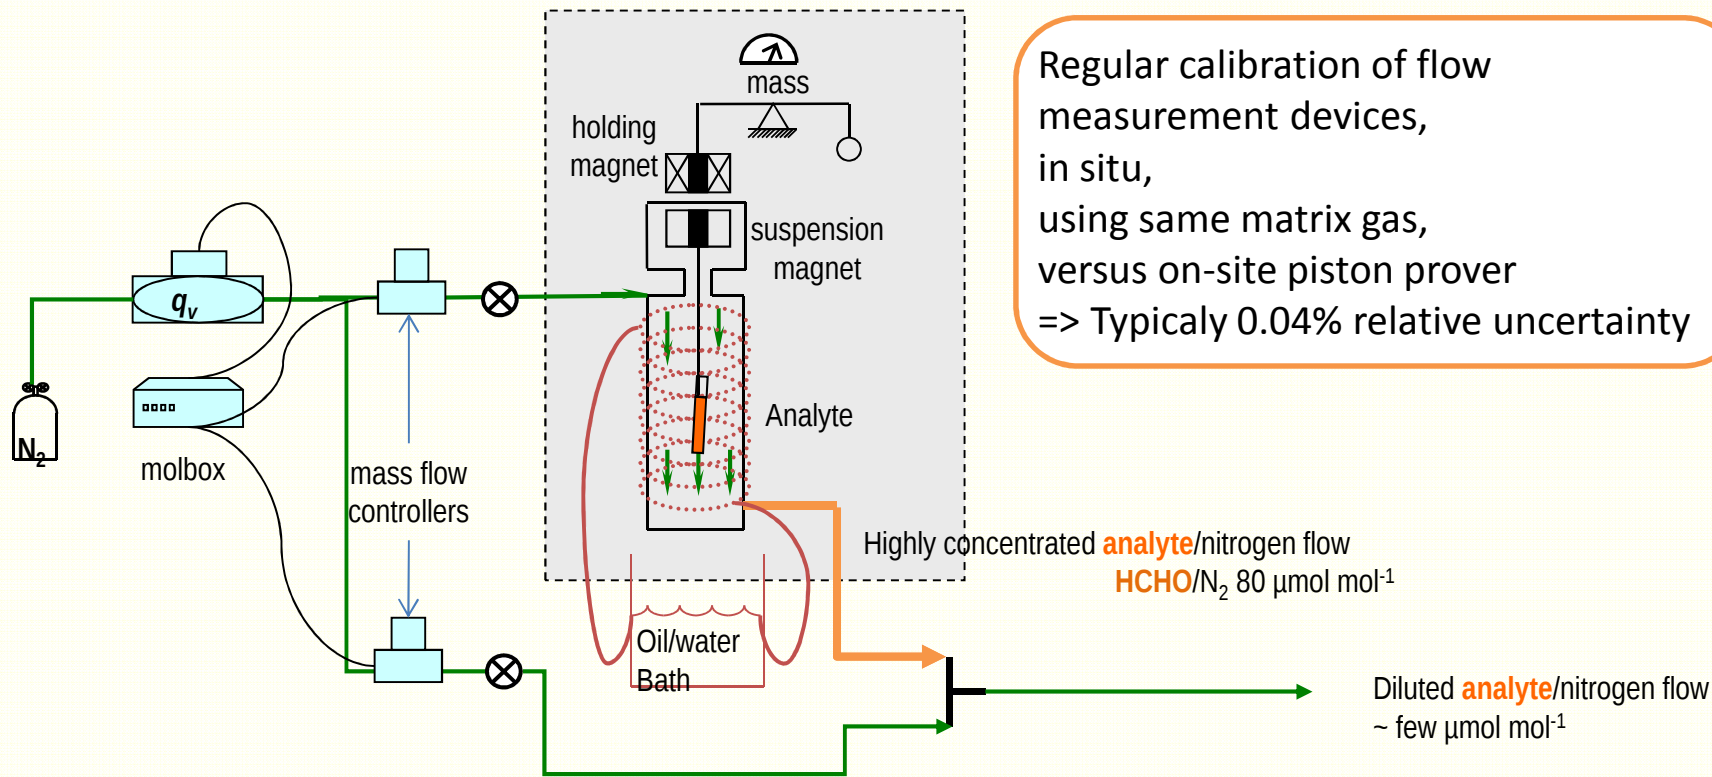 mass
holding
magnet
suspension
magnet
qᵥ
Analyte
N₂
molbox
mass flow
controllers
Oil/water
Bath
Regular calibration of flow
measurement devices,
in situ,
using same matrix gas,
versus on-site piston prover
=> Typicaly 0.04% relative uncertainty
Highly concentrated analyte/nitrogen flow
HCHO/N₂ 80 µmol mol⁻¹
Diluted analyte/nitrogen flow
~ few µmol mol⁻¹